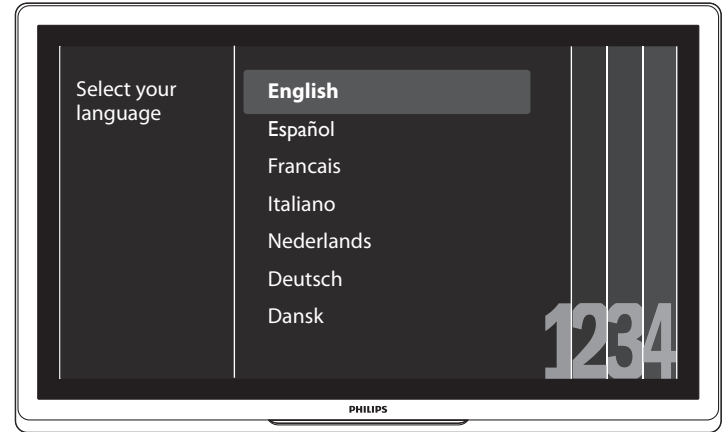 Select your
language
English
Español
Francais
Italiano
Nederlands
Deutsch
Dansk
1234
PHILIPS